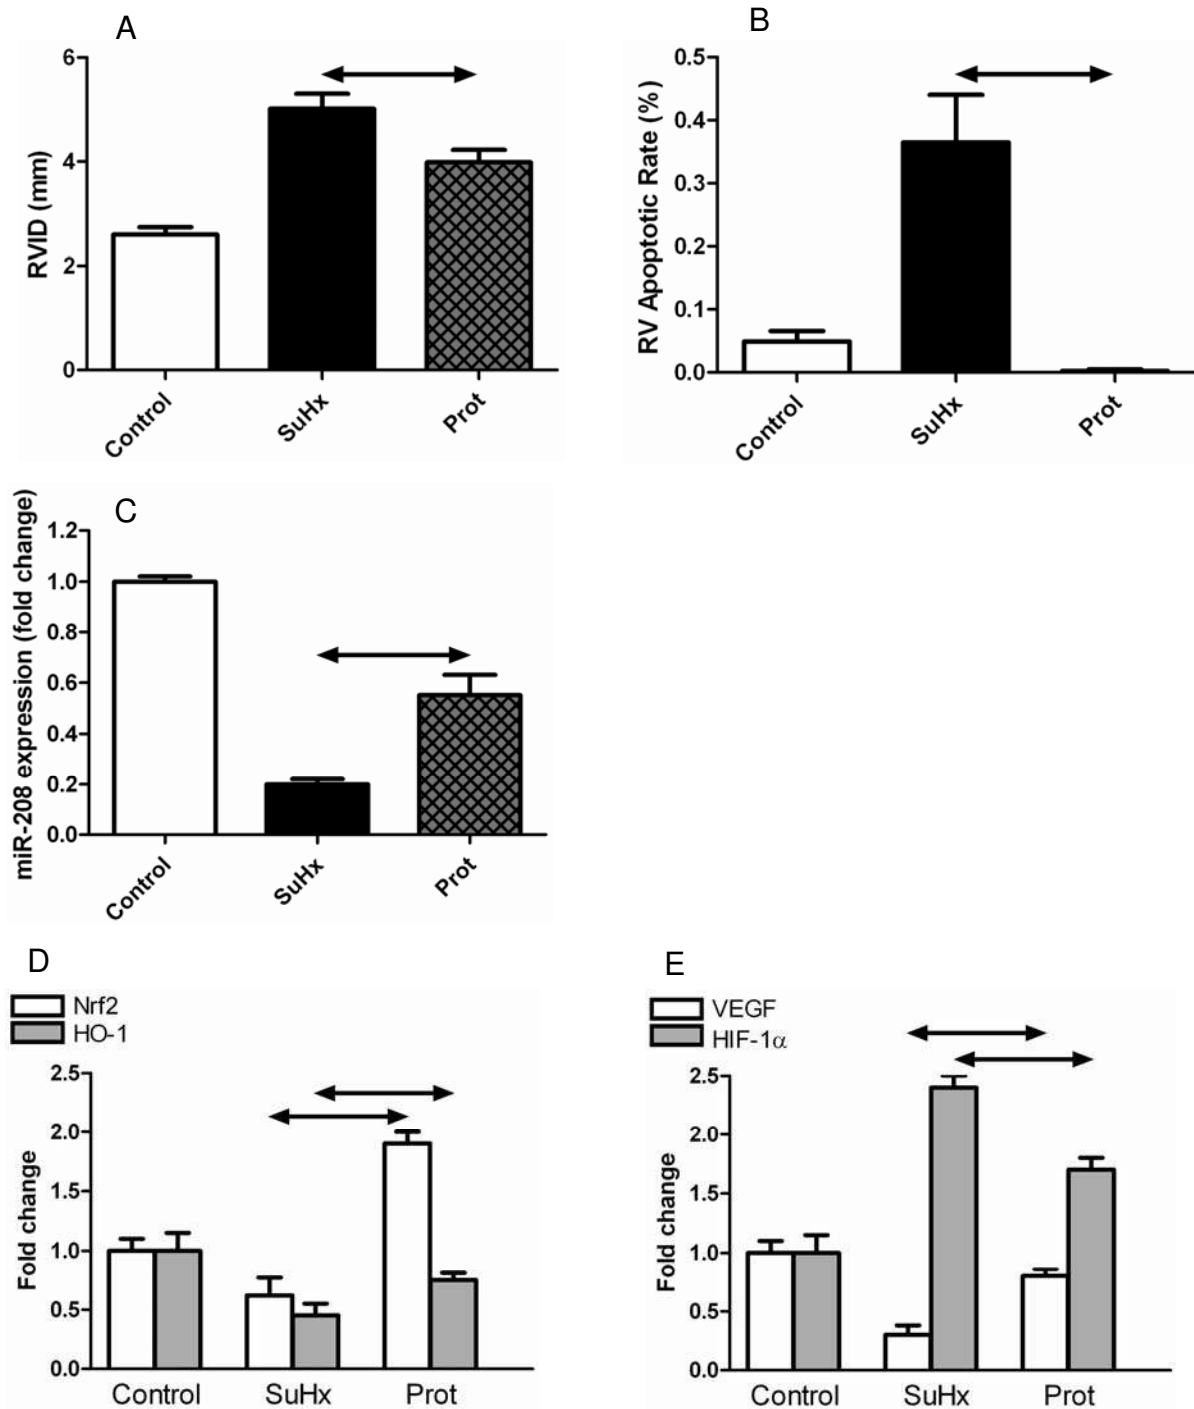 A
RVID (mm)
6
4
2
0
Control
SuHx
Prot
B
RV Apoptotic Rate (%)
0.5
0.4
0.3
0.2
0.1
0.0
Control
SuHx
Prot
C
miR-208 expression (fold change)
1.2
1.0
0.8
0.6
0.4
0.2
0.0
Control
SuHx
Prot
D
Nrf2
HO-1
Fold change
2.5
2.0
1.5
1.0
0.5
0.0
Control SuHx Prot
E
VEGF
HIF-1α
Fold change
2.5
2.0
1.5
1.0
0.5
0.0
Control SuHx Prot